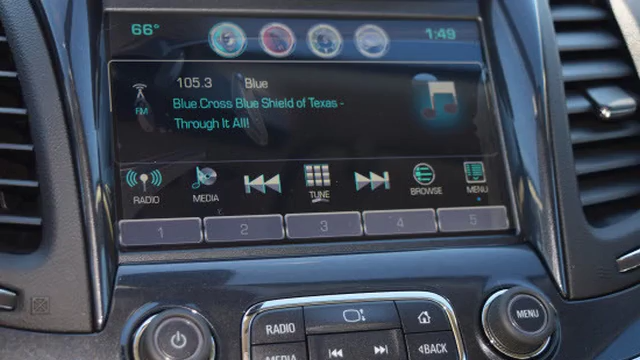 66°
1:49
105.3 Blue
FM
Blue.Cross Blue Shield of Texas -
Through It All!
RADIO
MEDIA
TUNE
BROWSE
MENU
1 2 3 4 5
RADIO
MEDIA
BACK
MENU